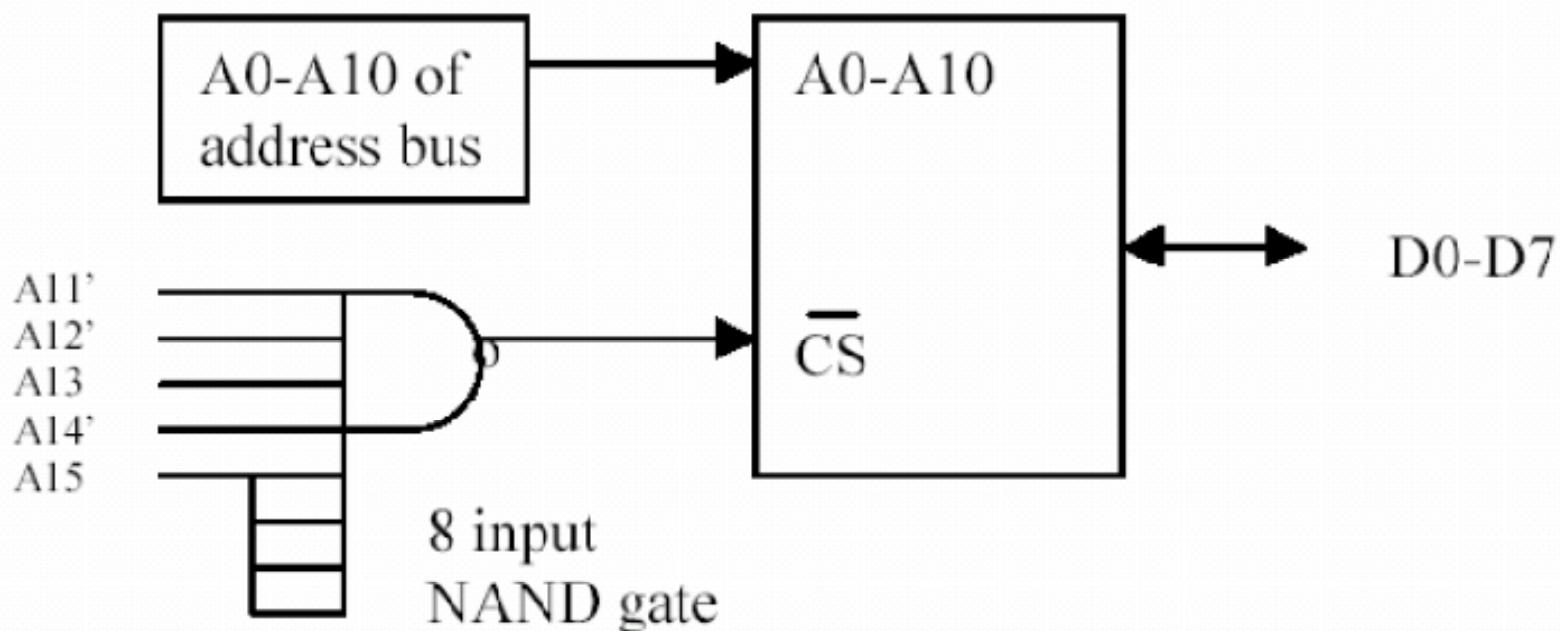 A0-A10 of
address bus
A0-A10
D0-D7
A11’
A12’
A13
A14’
A15
CS
8 input
NAND gate